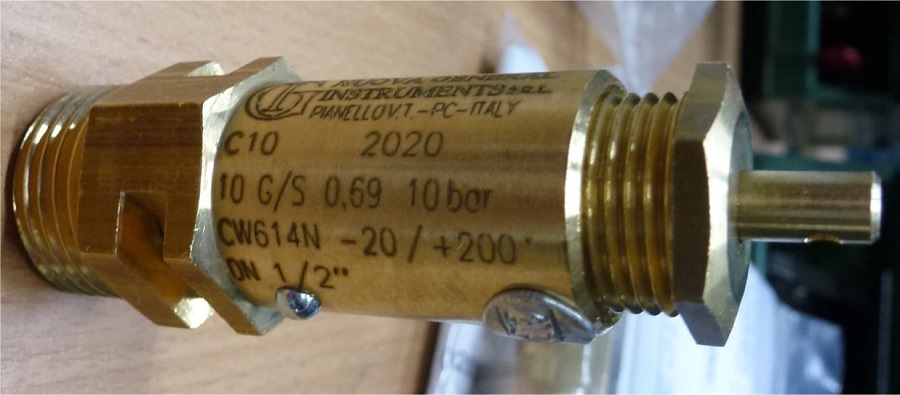 NUOVA GENERAL
INSTRUMENTS s.r.l.
PIANELLO V.T. - PC - ITALY
C10 2020
10 G/S 0,69 10 bar
CW614N -20 / +200°
DN 1/2"